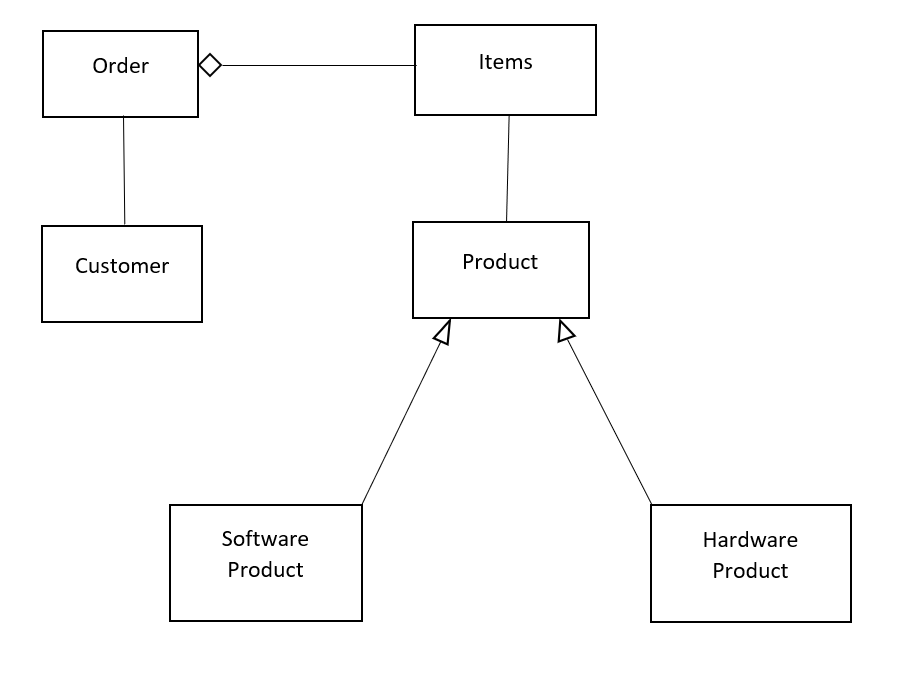 Order
Items
Customer
Product
Software
Product
Hardware
Product